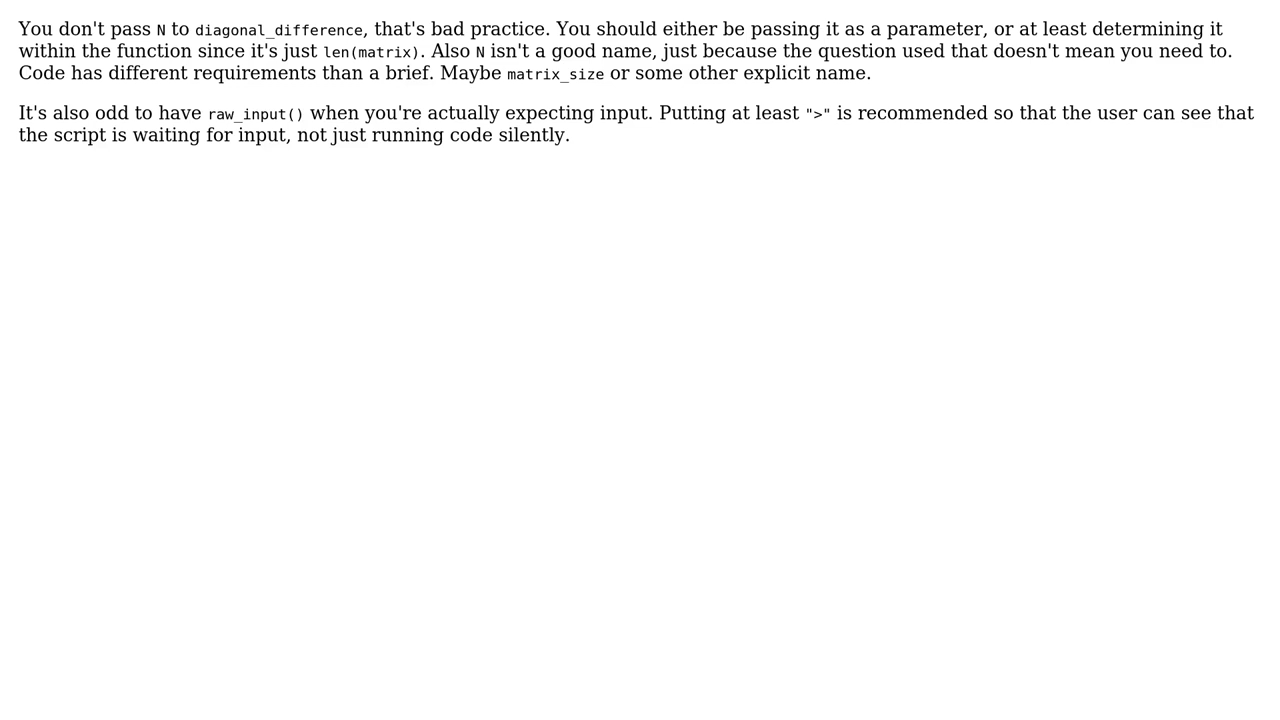 You don't pass N to diagonal_difference, that's bad practice. You should either be passing it as a parameter, or at least determining it
within the function since it's just len(matrix). Also N isn't a good name, just because the question used that doesn't mean you need to.
Code has different requirements than a brief. Maybe matrix_size or some other explicit name.
It's also odd to have raw_input() when you're actually expecting input. Putting at least ">" is recommended so that the user can see that
the script is waiting for input, not just running code silently.